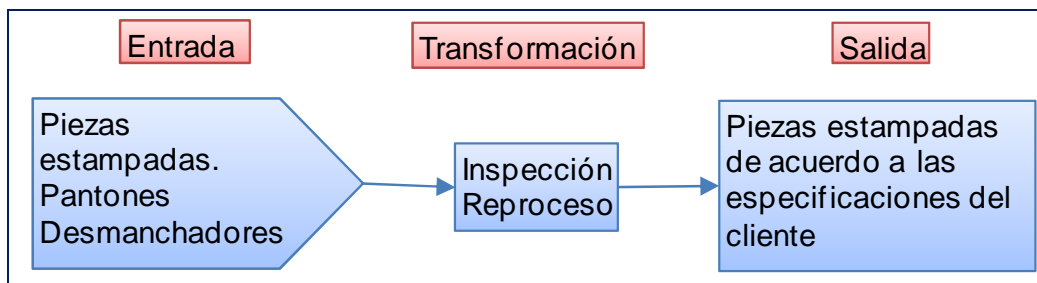 Entrada
Transformación
Salida
Piezas
estampadas.
Pantones
Desmanchadores
Inspección
Reproceso
Piezas estampadas
de acuerdo a las
especificaciones del
cliente